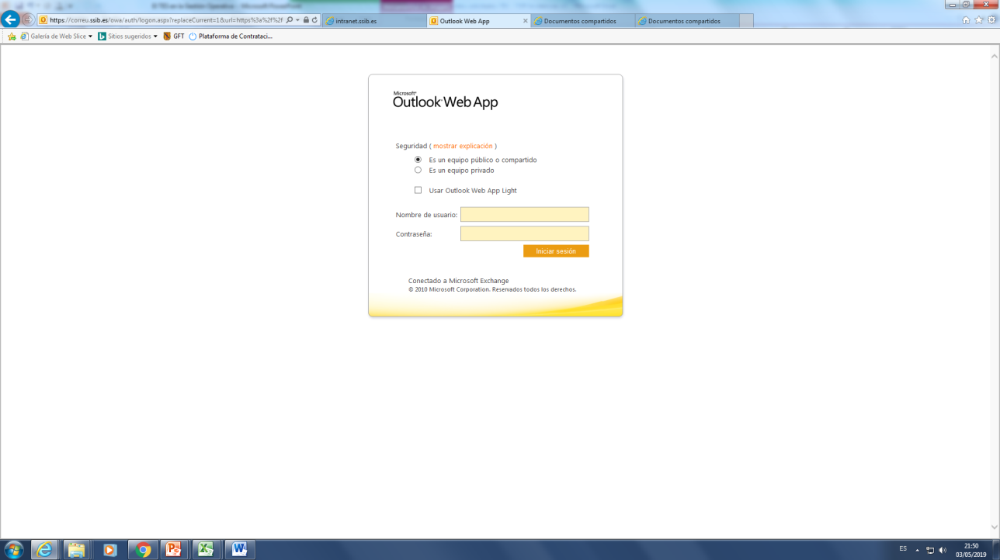 https://correu.ssib.es/owa/auth/logon.aspx?replaceCurrent=1&url=https%3a%2f%2f
intranet.ssib.es
Outlook Web App
Documentos compartidos
Documentos compartidos
Galería de Web Slice
Sitios sugeridos
GFT
Plataforma de Contrataci...
Microsoft®
Outlook Web App
Seguridad ( mostrar explicación )
Es un equipo público o compartido
Es un equipo privado
Usar Outlook Web App Light
Nombre de usuario:
Contraseña:
Iniciar sesión
Conectado a Microsoft Exchange
© 2010 Microsoft Corporation. Reservados todos los derechos.
ES
21:50
03/05/2019